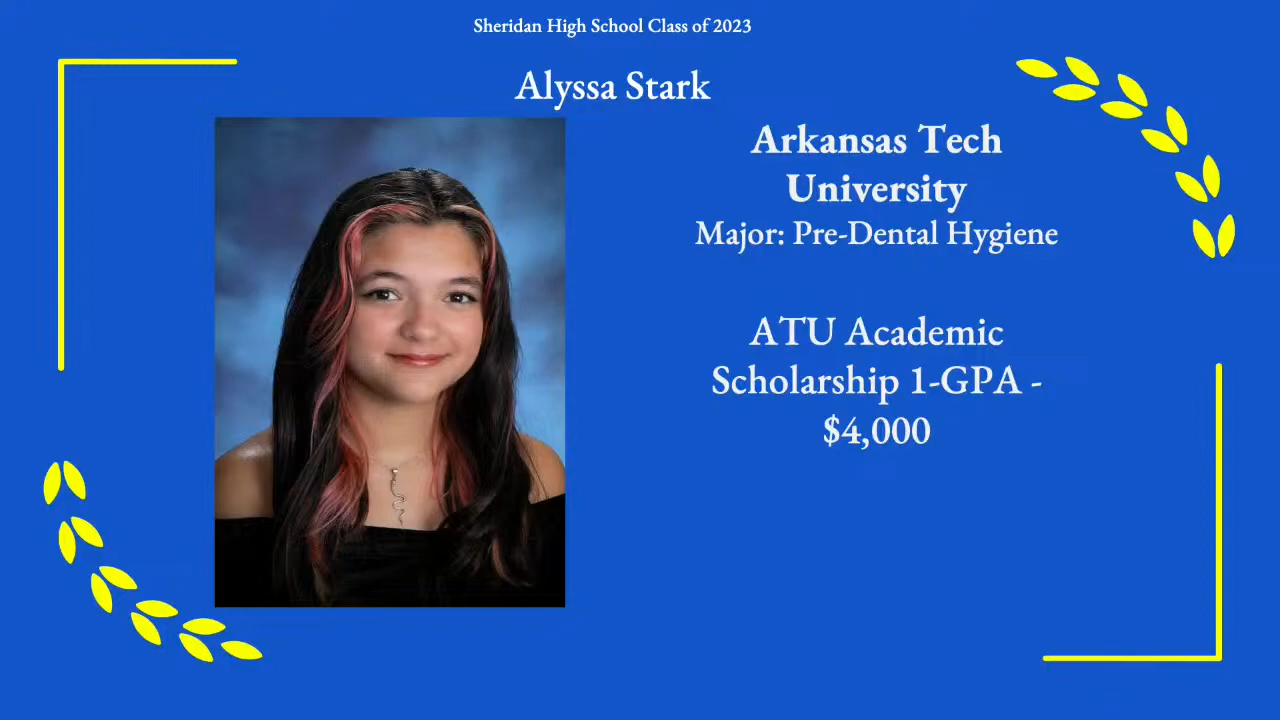 Sheridan High School Class of 2023
Alyssa Stark
Arkansas Tech
University
Major: Pre-Dental Hygiene
ATU Academic
Scholarship 1-GPA -
$4,000